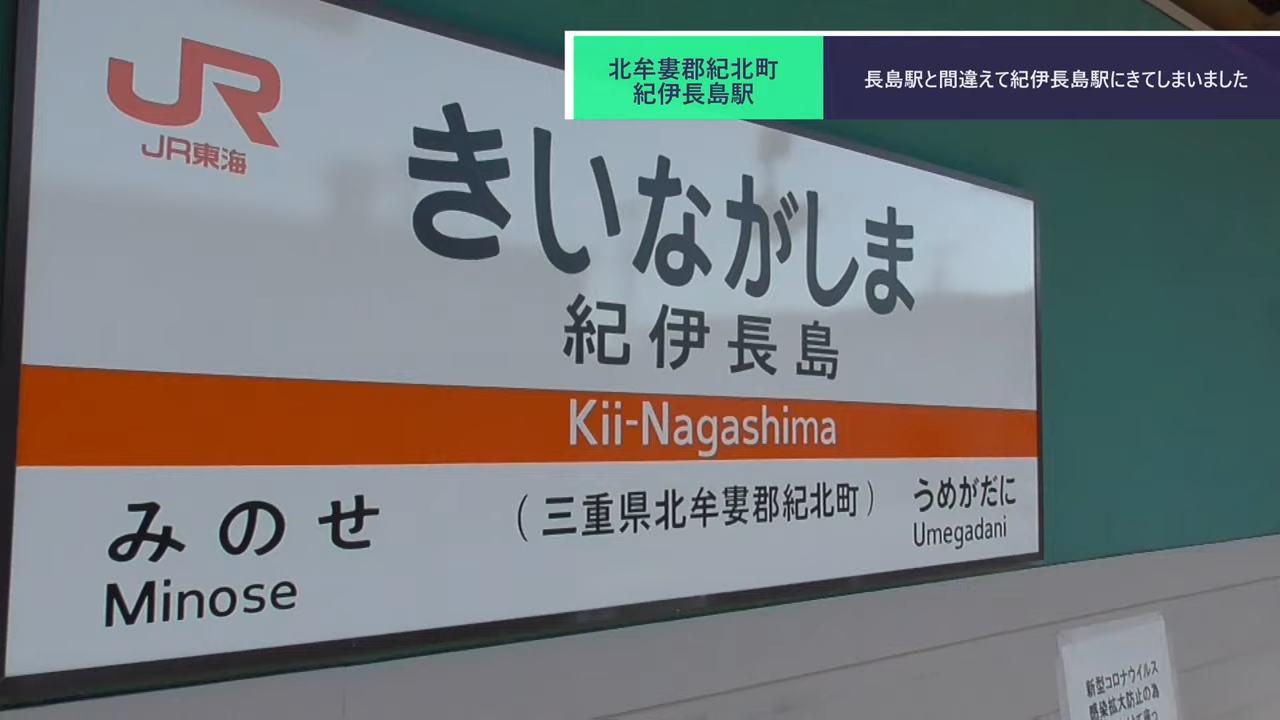 北牟婁郡紀北町
紀伊長島駅
長島駅と間違えて紀伊長島駅にきてしまいました
JR
JR東海
きいながしま
紀伊長島
Kii-Nagashima
みのせ
Minose
(三重県北牟婁郡紀北町)
うめがだに
Umegadani
新型コロナウイルス
感染拡大防止の為